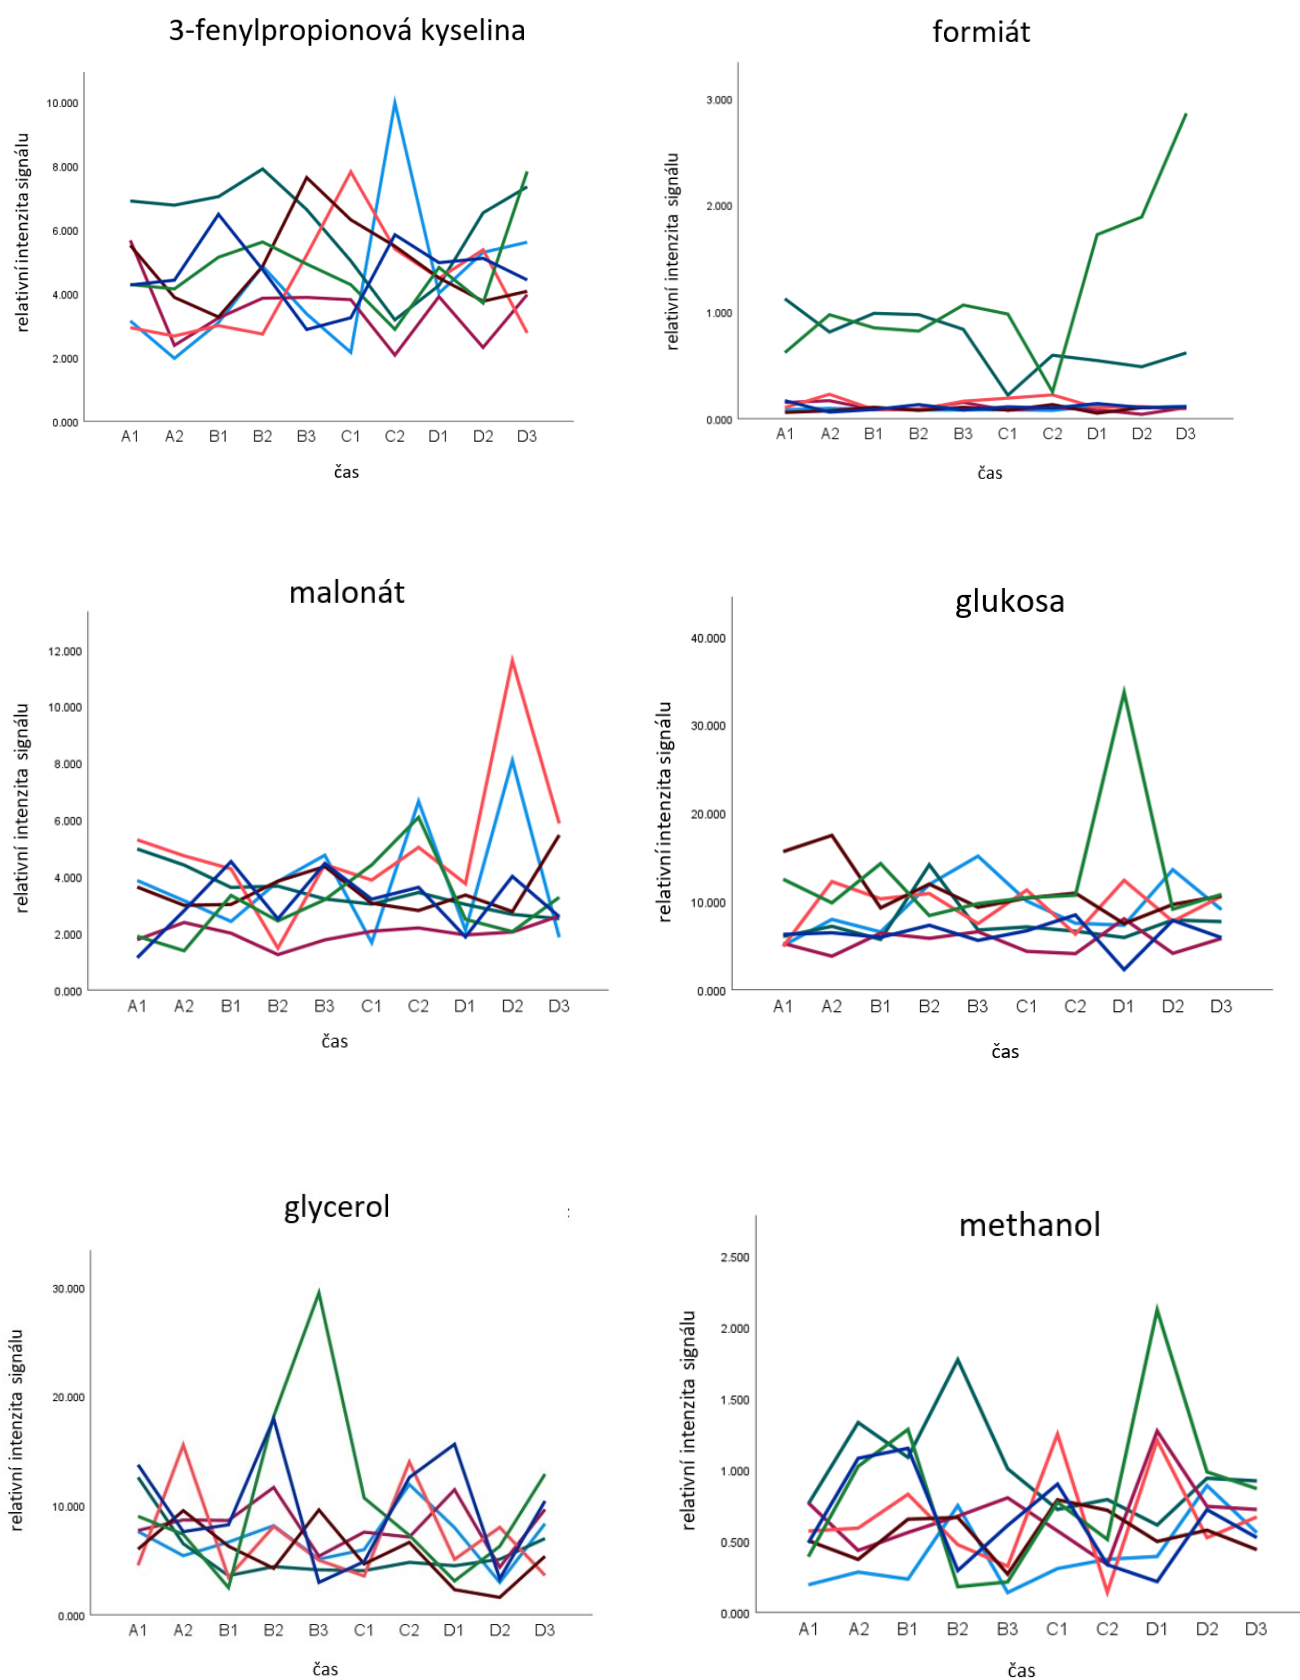 3-fenylpropionová kyselina
relativní intenzita signálu
10.000
8.000
6.000
4.000
2.000
0.000
A1 A2 B1 B2 B3 C1 C2 D1 D2 D3
čas
formiát
relativní intenzita signálu
3.000
2.000
1.000
0.000
A1 A2 B1 B2 B3 C1 C2 D1 D2 D3
čas
malonát
relativní intenzita signálu
12.000
10.000
8.000
6.000
4.000
2.000
0.000
A1 A2 B1 B2 B3 C1 C2 D1 D2 D3
čas
glukosa
relativní intenzita signálu
40.000
30.000
20.000
10.000
0.000
A1 A2 B1 B2 B3 C1 C2 D1 D2 D3
čas
glycerol
relativní intenzita signálu
30.000
20.000
10.000
0.000
A1 A2 B1 B2 B3 C1 C2 D1 D2 D3
čas
methanol
relativní intenzita signálu
2.500
2.000
1.500
1.000
0.500
0.000
A1 A2 B1 B2 B3 C1 C2 D1 D2 D3
čas